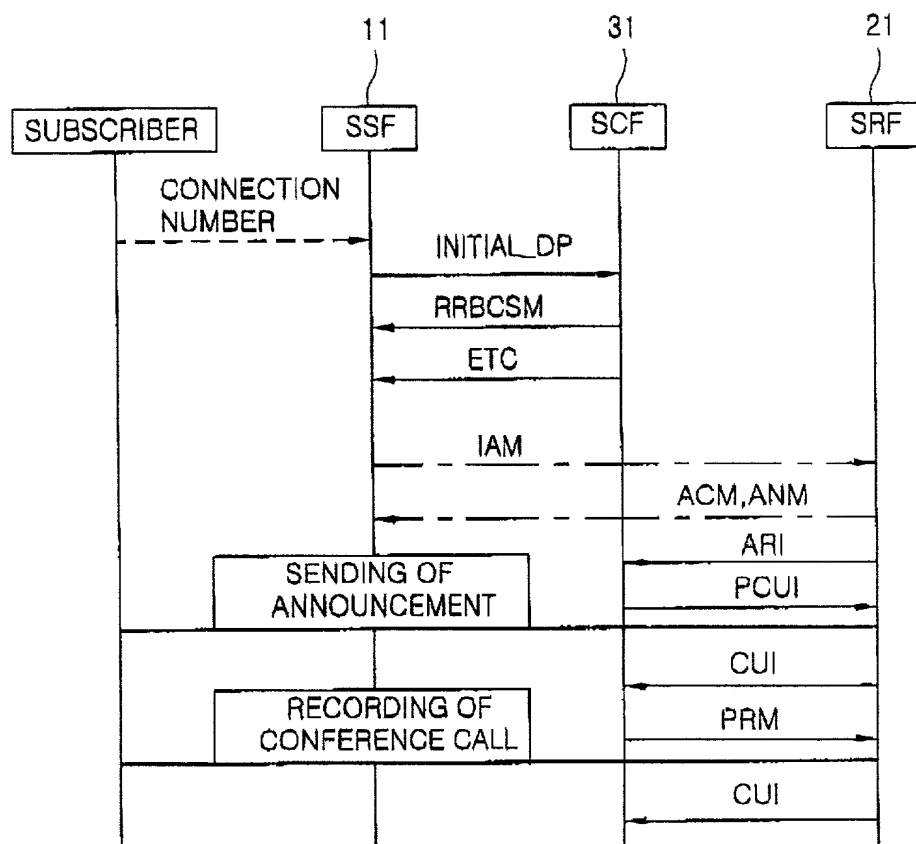 11 31 21
SUBSCRIBER SSF SCF SRF
CONNECTION
NUMBER
INITIAL_DP
RRBCSM
ETC
IAM
ACM,ANM
ARI
SENDING OF
ANNOUNCEMENT
PCUI
CUI
RECORDING OF
CONFERENCE CALL
PRM
CUI